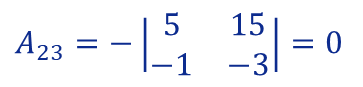 A₂₃ = − |5 15| = 0
|−1 −3|